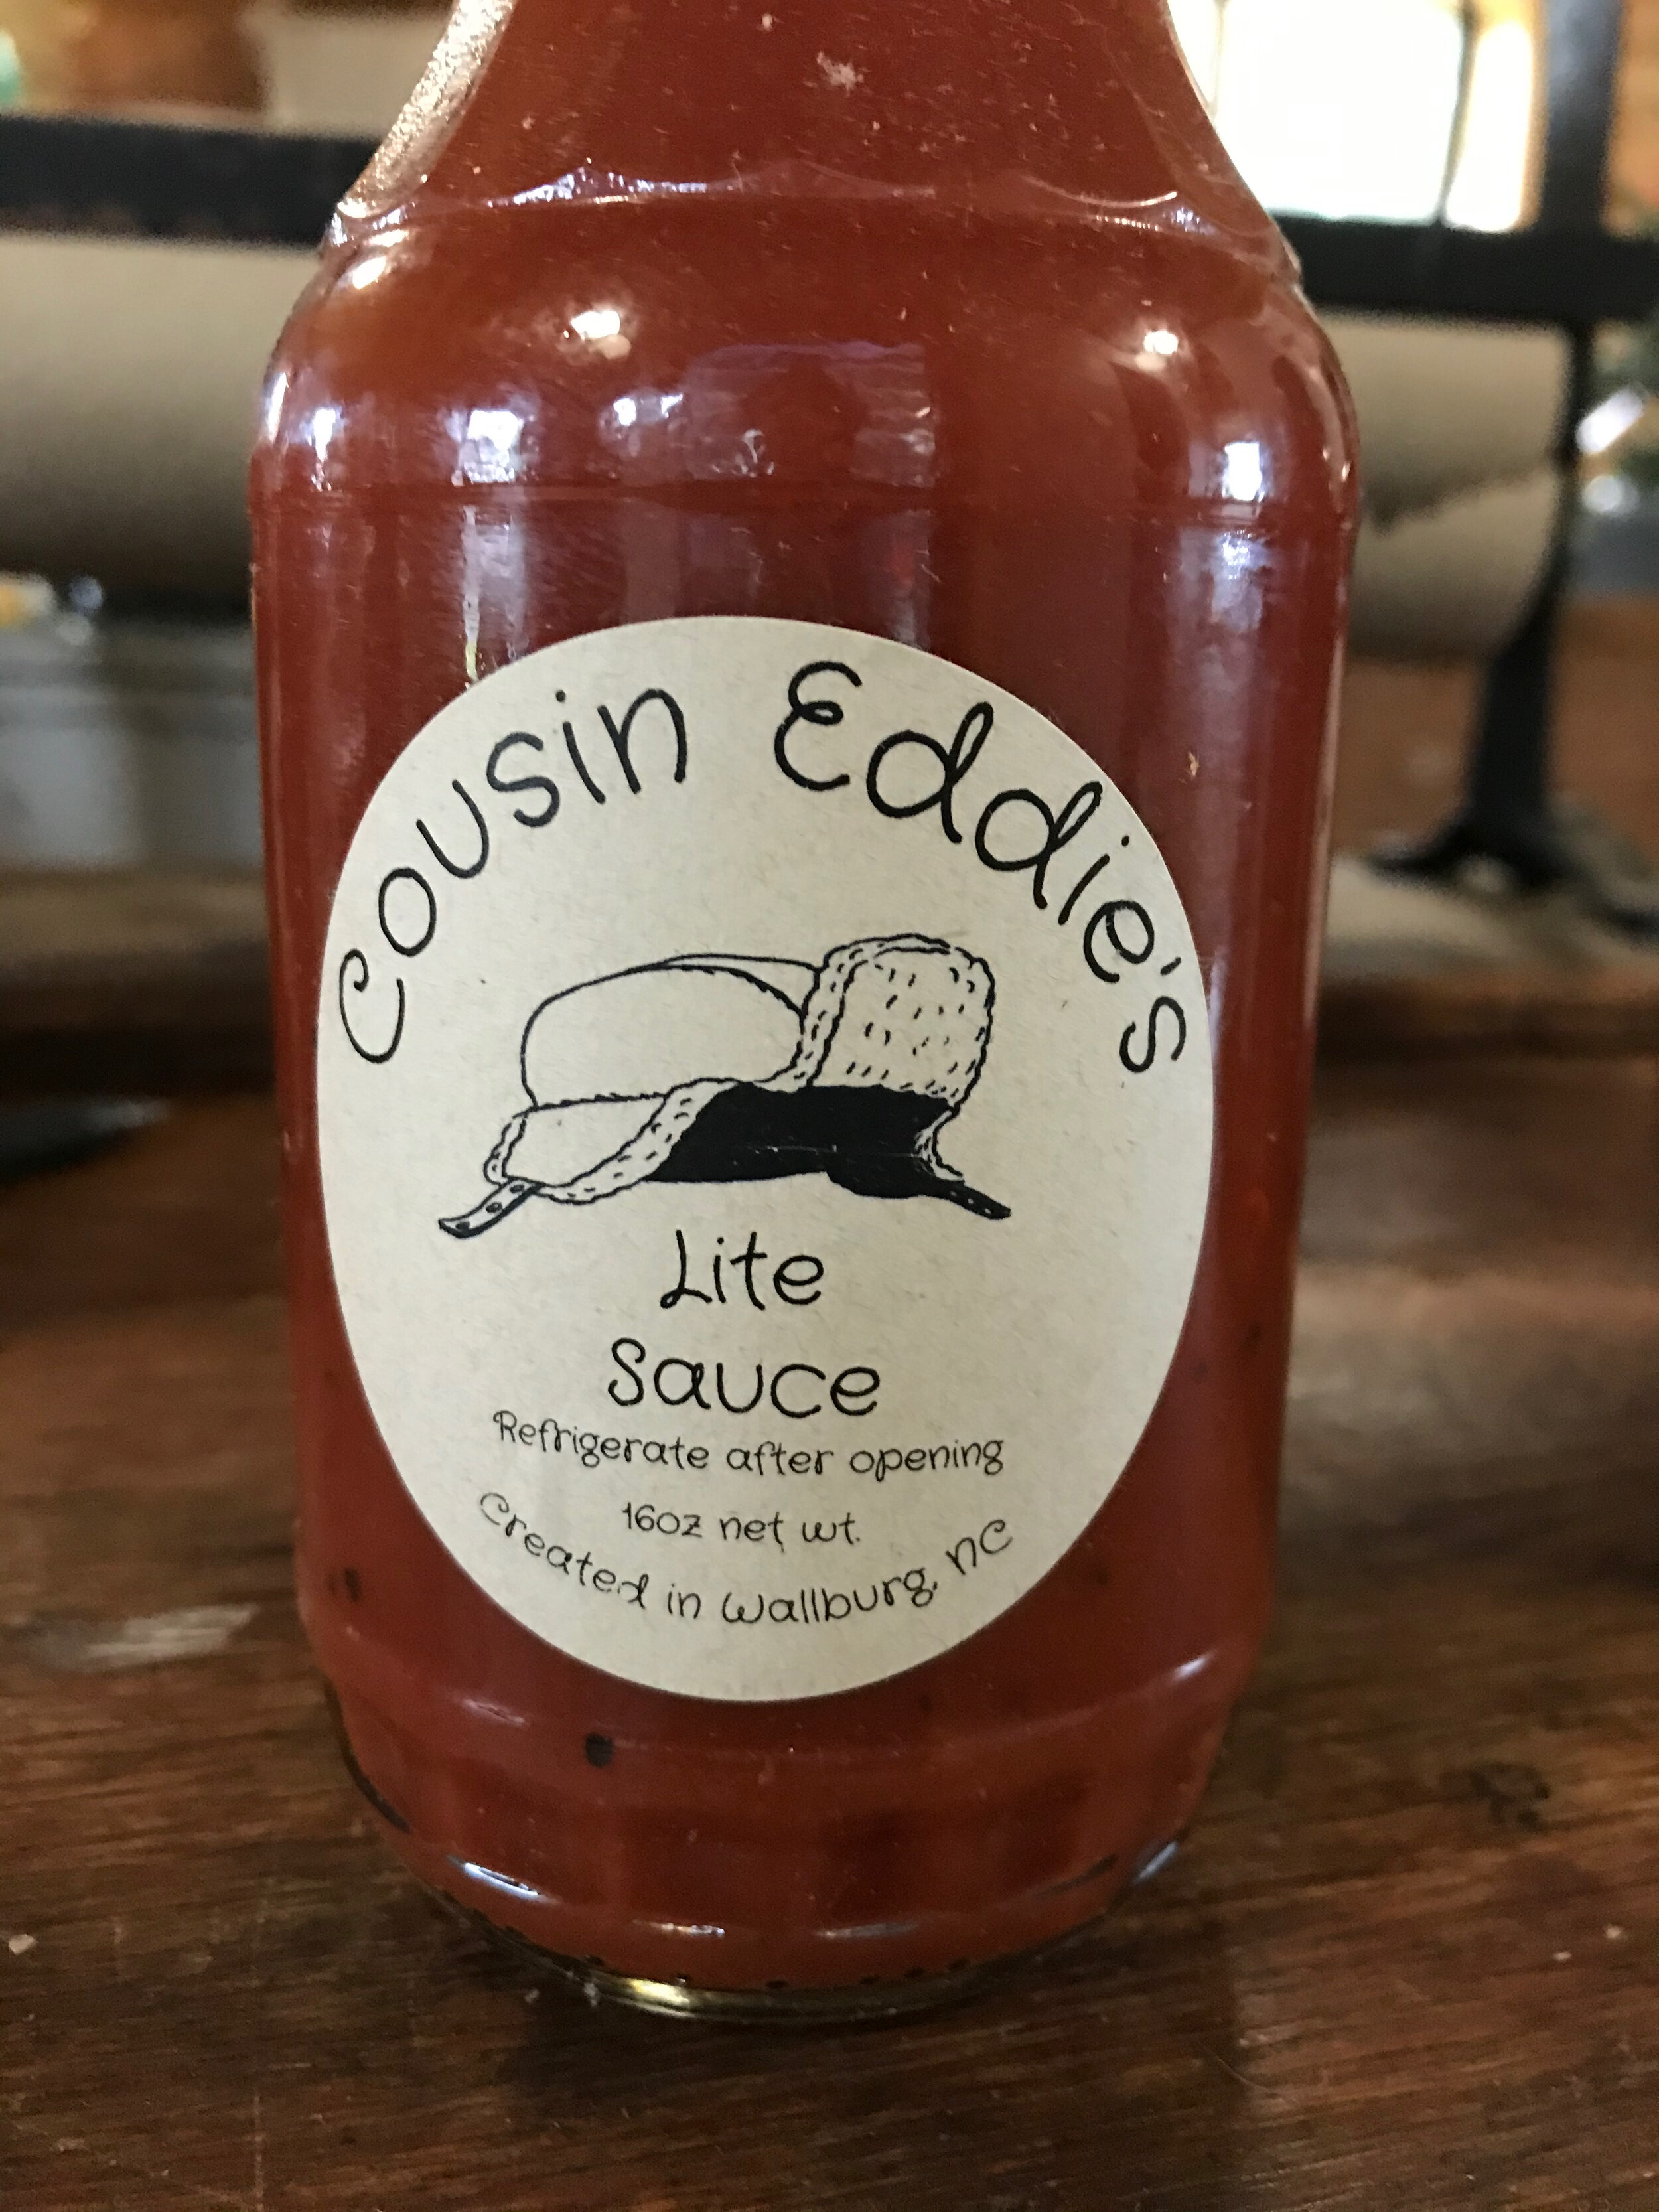 Cousin Eddie's
Lite
Sauce
Refrigerate after opening
16oz net wt.
Created in Wallburg, NC